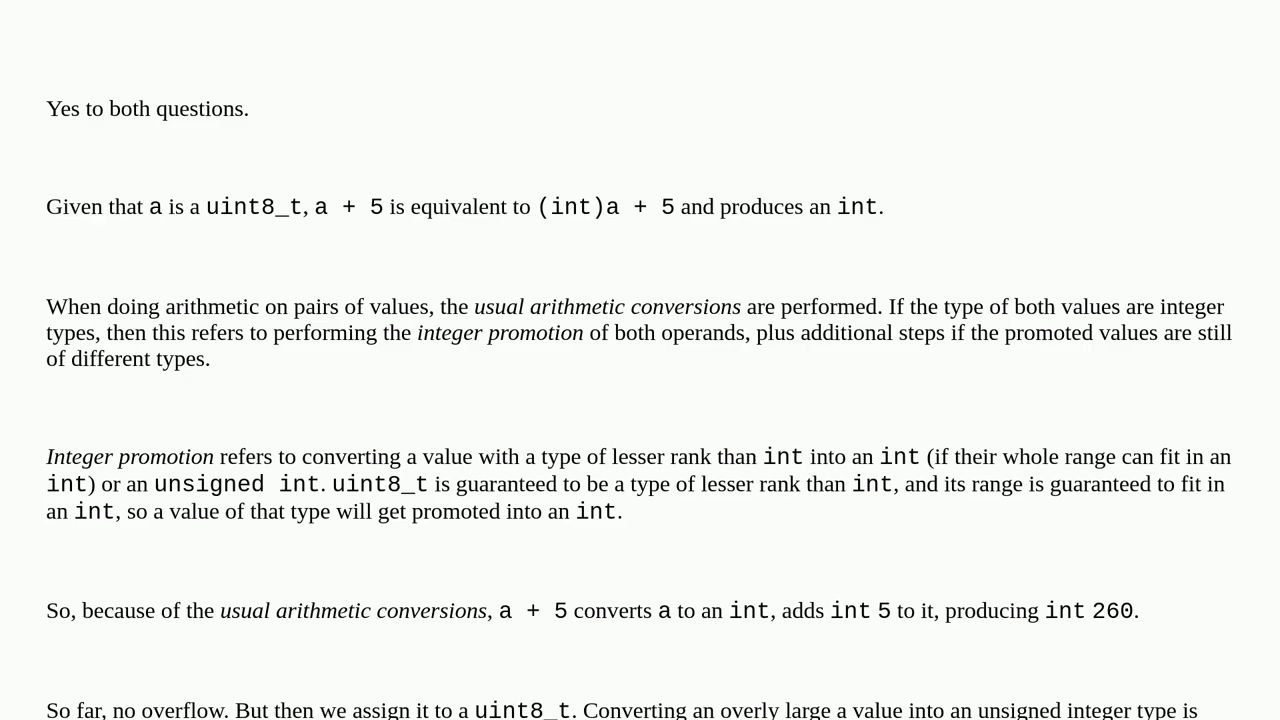 Yes to both questions.
Given that a is a uint8_t, a + 5 is equivalent to (int)a + 5 and produces an int.
When doing arithmetic on pairs of values, the usual arithmetic conversions are performed. If the type of both values are integer
types, then this refers to performing the integer promotion of both operands, plus additional steps if the promoted values are still
of different types.
Integer promotion refers to converting a value with a type of lesser rank than int into an int (if their whole range can fit in an
int) or an unsigned int. uint8_t is guaranteed to be a type of lesser rank than int, and its range is guaranteed to fit in
an int, so a value of that type will get promoted into an int.
So, because of the usual arithmetic conversions, a + 5 converts a to an int, adds int 5 to it, producing int 260.
So far, no overflow. But then we assign it to a uint8_t. Converting an overly large a value into an unsigned integer type is